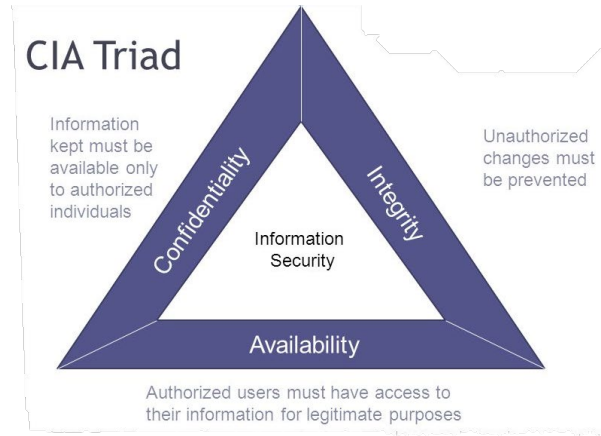 CIA Triad
Information
kept must be
available only
to authorized
individuals
Unauthorized
changes must
be prevented
Confidentiality
Integrity
Information
Security
Availability
Authorized users must have access to
their information for legitimate purposes